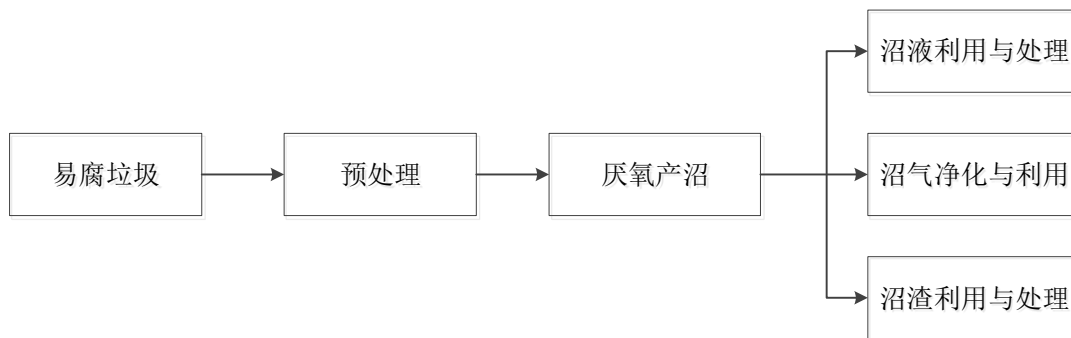 易腐垃圾
预处理
厌氧产沼
沼液利用与处理
沼气净化与利用
沼渣利用与处理